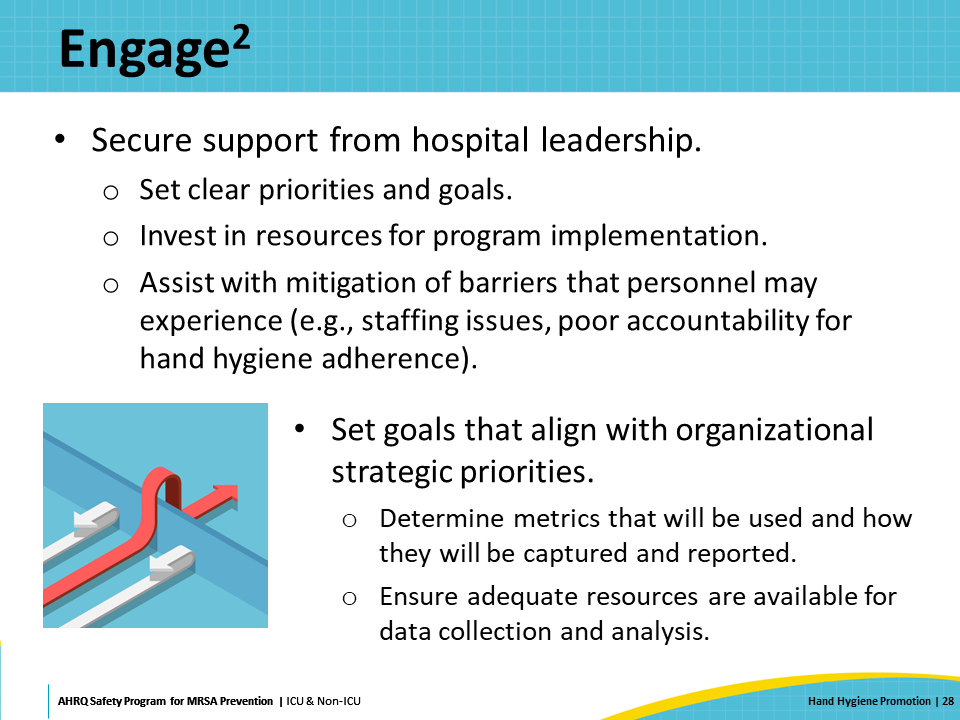 Engage²
• Secure support from hospital leadership.
o Set clear priorities and goals.
o Invest in resources for program implementation.
o Assist with mitigation of barriers that personnel may
experience (e.g., staffing issues, poor accountability for
hand hygiene adherence).
• Set goals that align with organizational
strategic priorities.
o Determine metrics that will be used and how
they will be captured and reported.
o Ensure adequate resources are available for
data collection and analysis.
AHRQ Safety Program for MRSA Prevention | ICU & Non-ICU
Hand Hygiene Promotion | 28